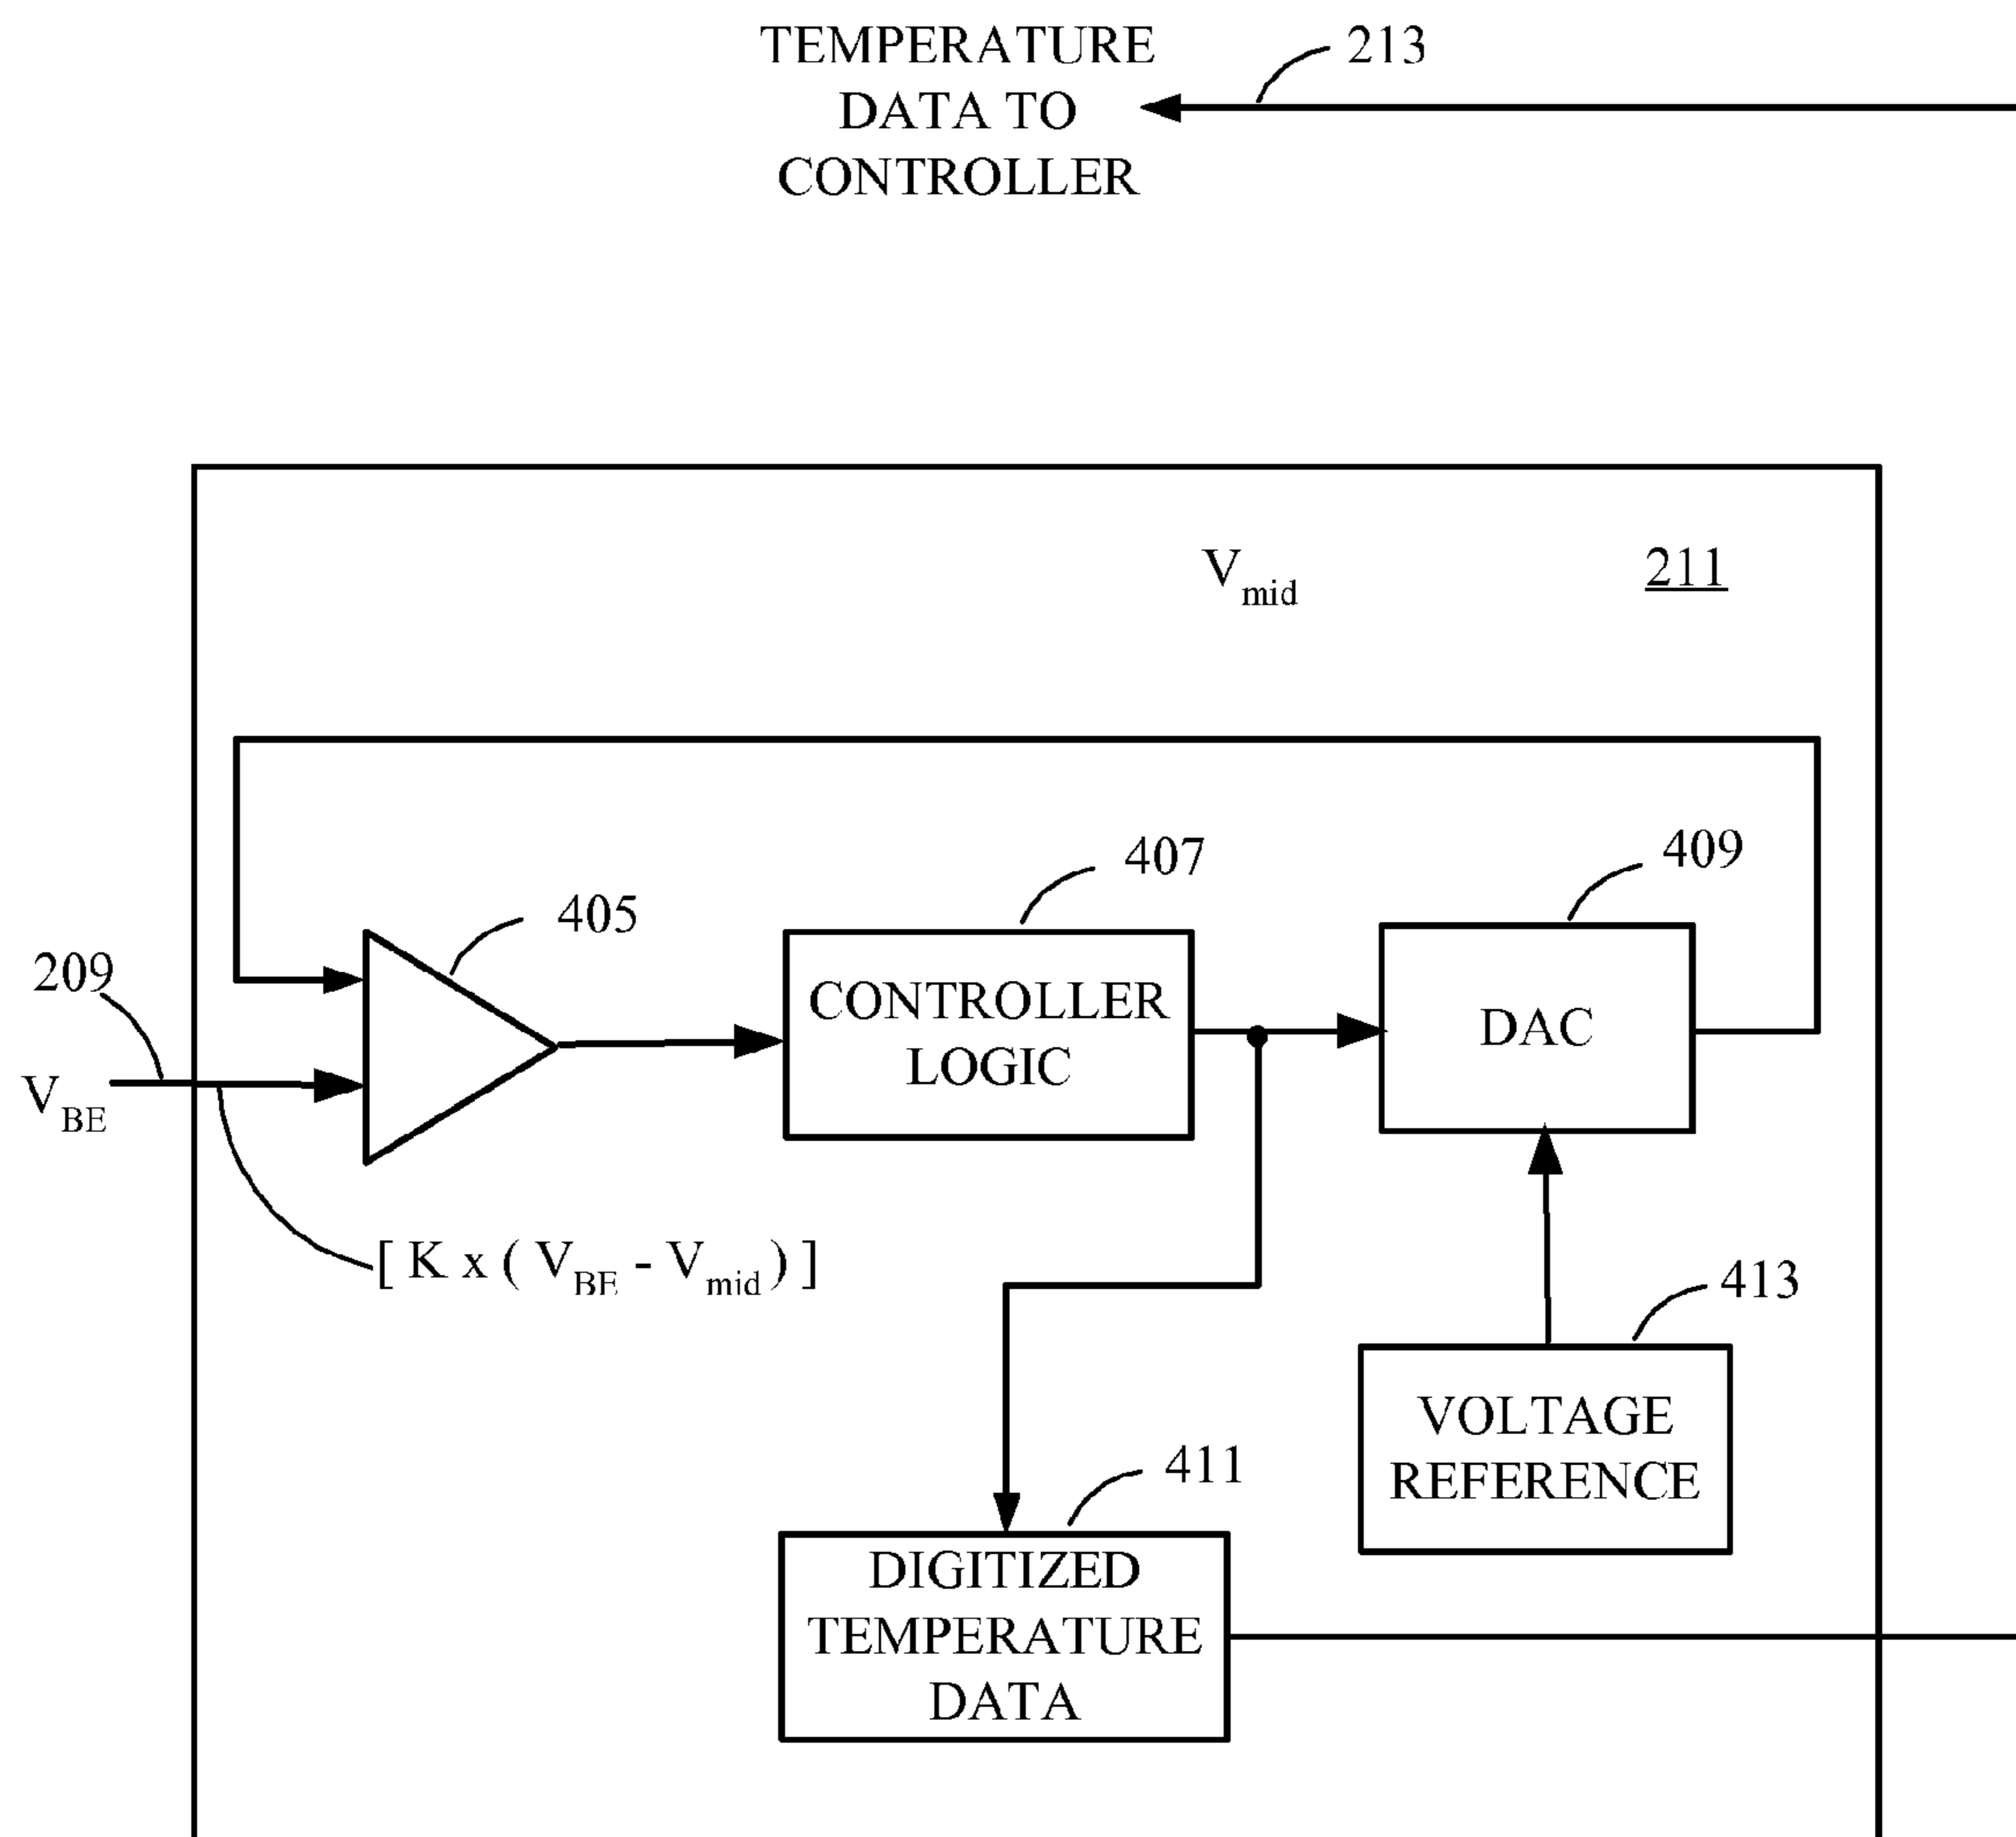 TEMPERATURE
DATA TO
CONTROLLER
213
V mid
211
405
407
409
209
CONTROLLER
LOGIC
DAC
V BE
[ K x ( V BE - V mid ) ]
413
VOLTAGE
REFERENCE
411
DIGITIZED
TEMPERATURE
DATA